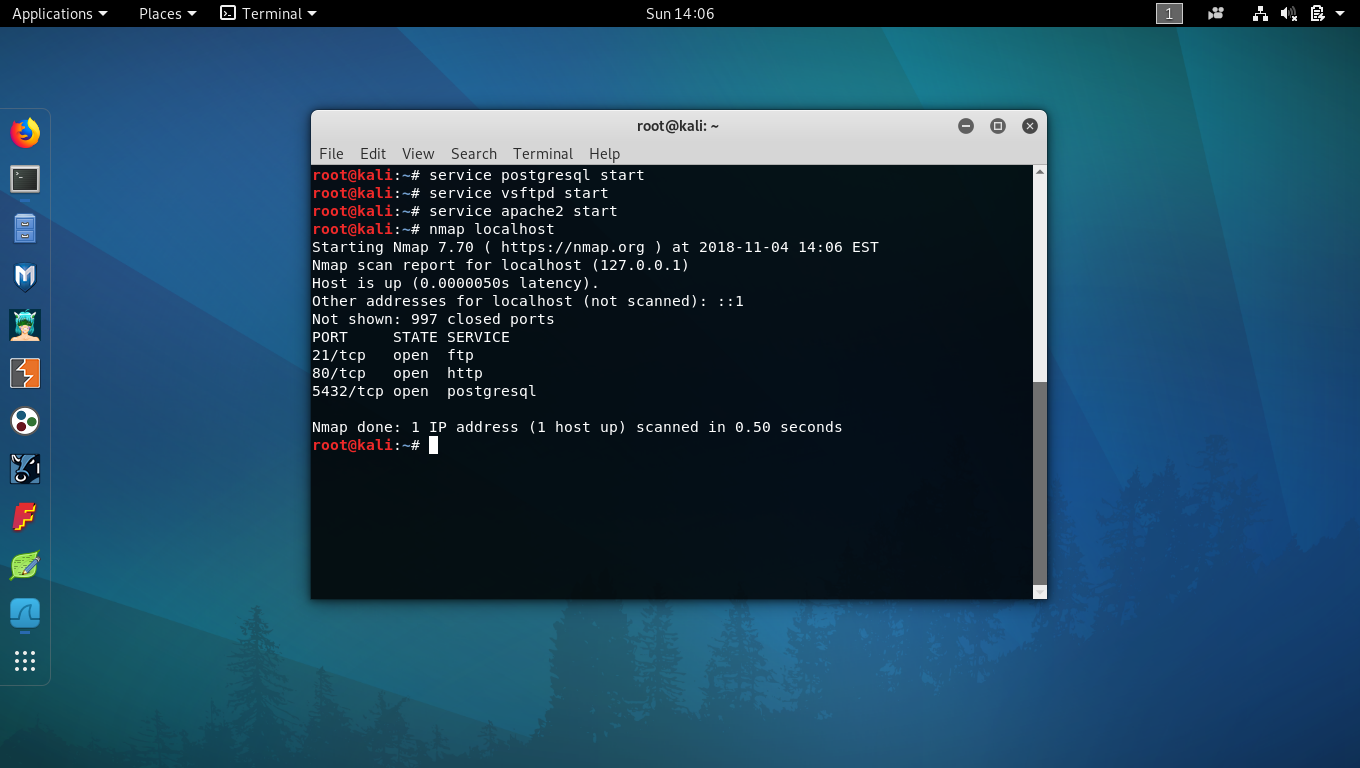 Applications Places Terminal Sun 14:06 1
root@kali: ~
File Edit View Search Terminal Help
root@kali:~# service postgresql start
root@kali:~# service vsftpd start
root@kali:~# service apache2 start
root@kali:~# nmap localhost
Starting Nmap 7.70 ( https://nmap.org ) at 2018-11-04 14:06 EST
Nmap scan report for localhost (127.0.0.1)
Host is up (0.0000050s latency).
Other addresses for localhost (not scanned): ::1
Not shown: 997 closed ports
PORT     STATE SERVICE
21/tcp   open  ftp
80/tcp   open  http
5432/tcp open  postgresql
Nmap done: 1 IP address (1 host up) scanned in 0.50 seconds
root@kali:~#